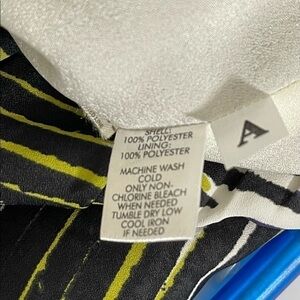 SHELL:
100% POLYESTER
LINING:
100% POLYESTER
MACHINE WASH
COLD
ONLY NON-
CHLORINE BLEACH
WHEN NEEDED
TUMBLE DRY LOW
COOL IRON
IF NEEDED
A